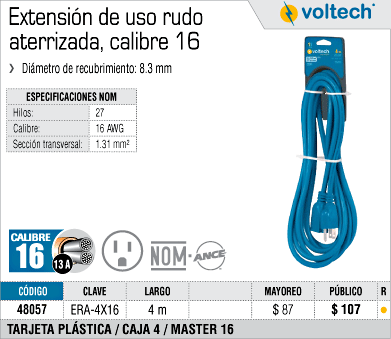 Extensión de uso rudo
aterrizada, calibre 16
voltech®
❯ Diámetro de recubrimiento: 8.3 mm
ESPECIFICACIONES NOM
Hilos: 27
Calibre: 16 AWG
Sección transversal: 1.31 mm²
voltech
4 m
CALIBRE
16
13 A
NOM-ANCE
CÓDIGO CLAVE LARGO MAYOREO PÚBLICO R
48057 ERA-4X16 4 m $ 87 $ 107
TARJETA PLÁSTICA / CAJA 4 / MASTER 16